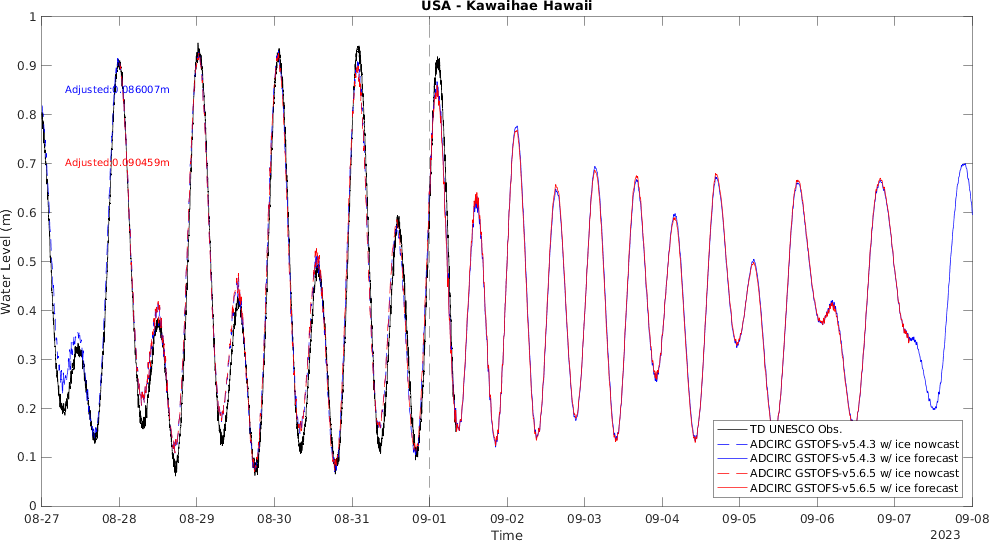 USA - Kawaihae Hawaii
1
0.9
0.8
0.7
0.6
0.5
0.4
0.3
0.2
0.1
0
Water Level (m)
Adjusted:0.086007m
Adjusted:0.090459m
TD UNESCO Obs.
ADCIRC GSTOFS-v5.4.3 w/ ice nowcast
ADCIRC GSTOFS-v5.4.3 w/ ice forecast
ADCIRC GSTOFS-v5.6.5 w/ ice nowcast
ADCIRC GSTOFS-v5.6.5 w/ ice forecast
08-27 08-28 08-29 08-30 08-31 09-01 09-02 09-03 09-04 09-05 09-06 09-07 09-08
Time
2023